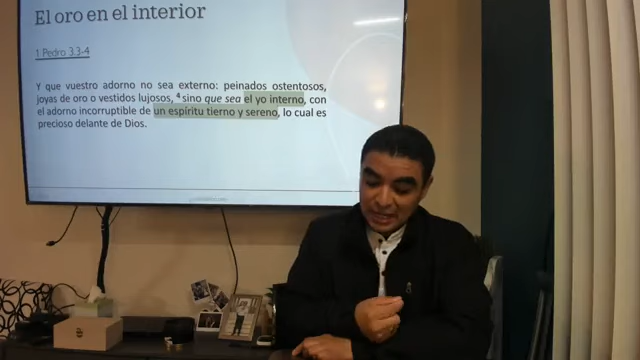 El oro en el interior
1 Pedro 3.3-4
Y que vuestro adorno no sea externo: peinados ostentosos,
joyas de oro o vestidos lujosos, ⁴ sino que sea el yo interno, con
el adorno incorruptible de un espíritu tierno y sereno, lo cual es
precioso delante de Dios.